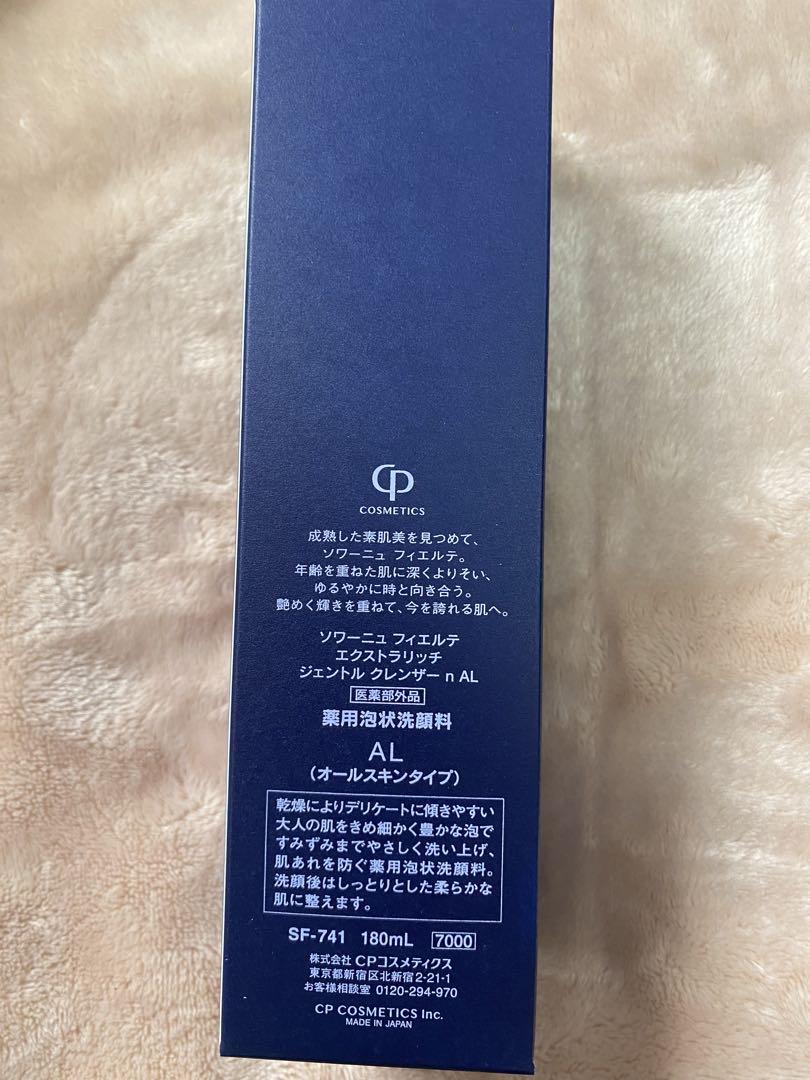 CP
COSMETICS
成熟した素肌美を見つめて、
ソワーニュ フィエルテ。
年齢を重ねた肌に深くよりそい、
ゆるやかに時と向き合う。
艶めく輝きを重ねて、今を誇れる肌へ。
ソワーニュ フィエルテ
エクストラリッチ
ジェントル クレンザー n AL
医薬部外品
薬用泡状洗顔料
AL
(オールスキンタイプ)
乾燥によりデリケートに傾きやすい
大人の肌をきめ細かく豊かな泡で
すみずみまでやさしく洗い上げ、
肌あれを防ぐ薬用泡状洗顔料。
洗顔後はしっとりとした柔らかな
肌に整えます。
SF-741 180mL 7000
株式会社 CPコスメティクス
東京都新宿区北新宿2-21-1
お客様相談室 0120-294-970
CP COSMETICS Inc.
MADE IN JAPAN